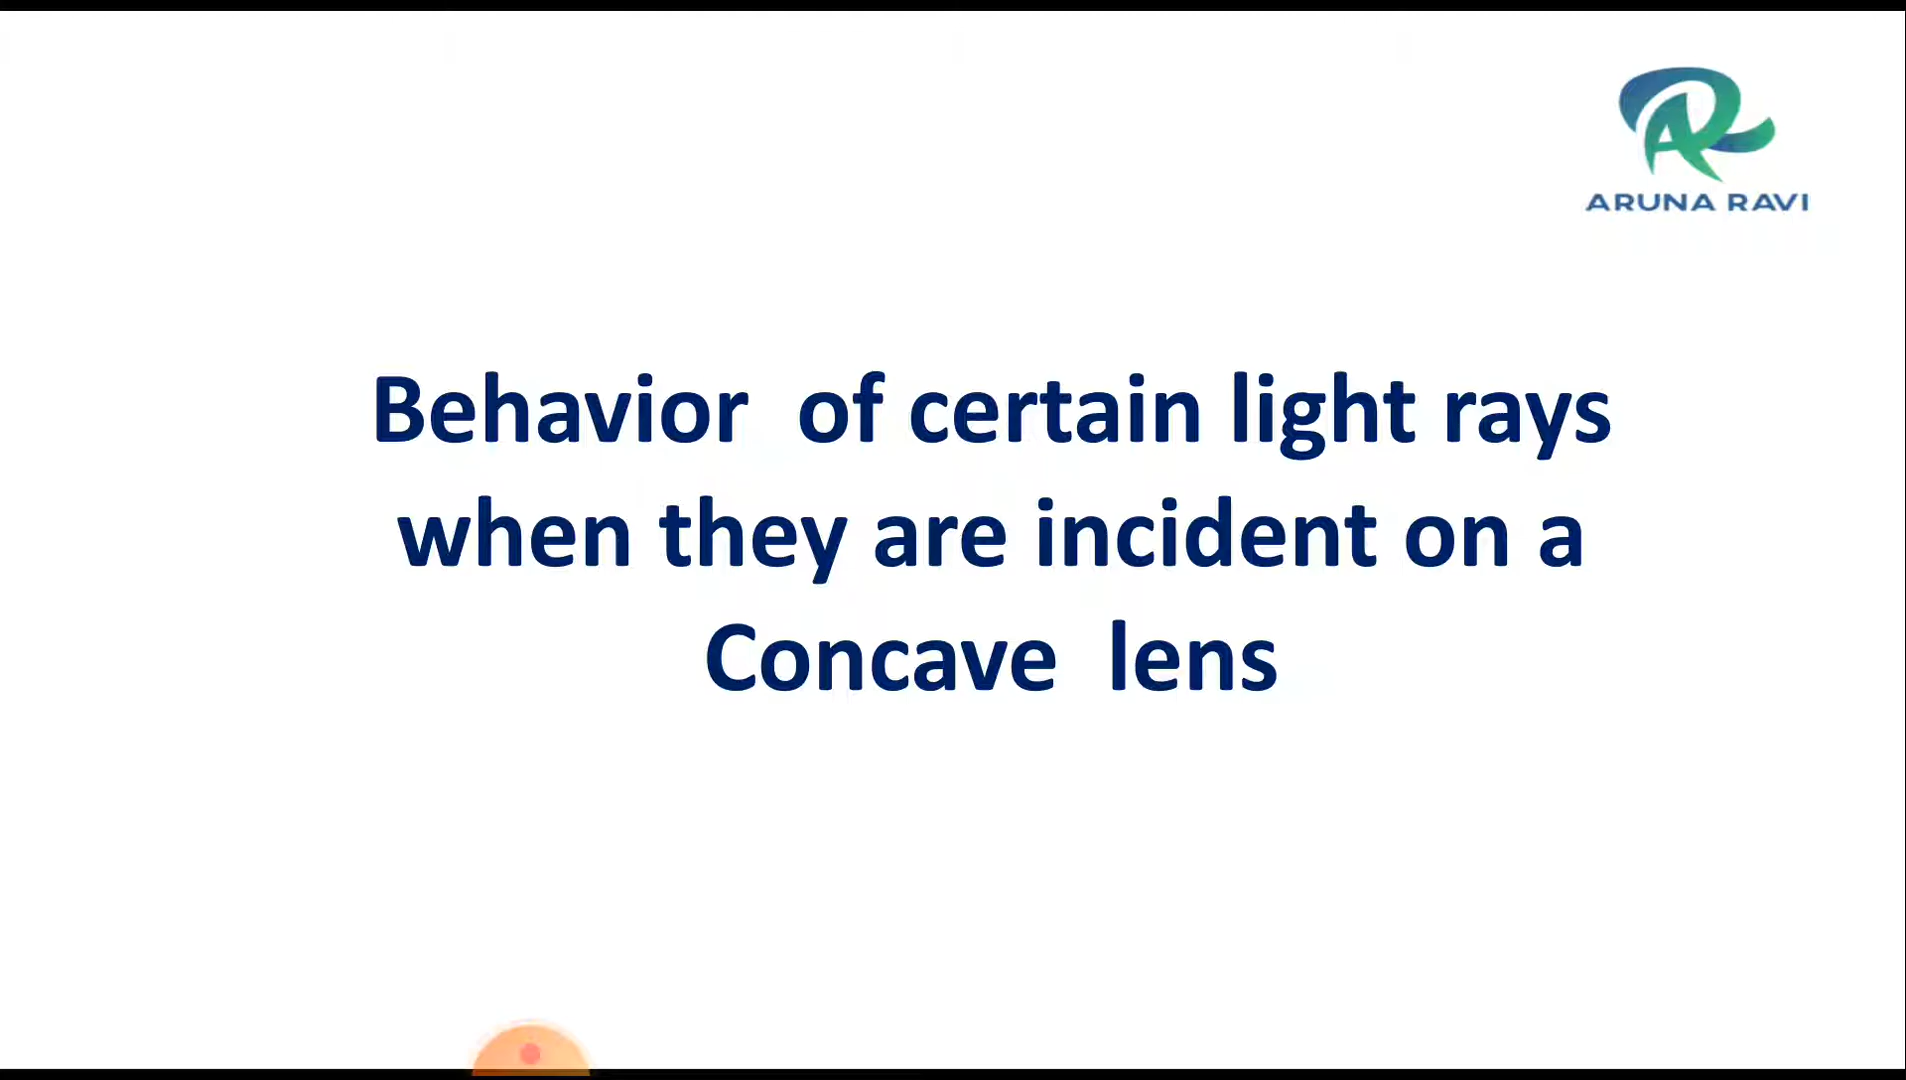 ARUNA RAVI
Behavior  of certain light rays
when they are incident on a
Concave  lens